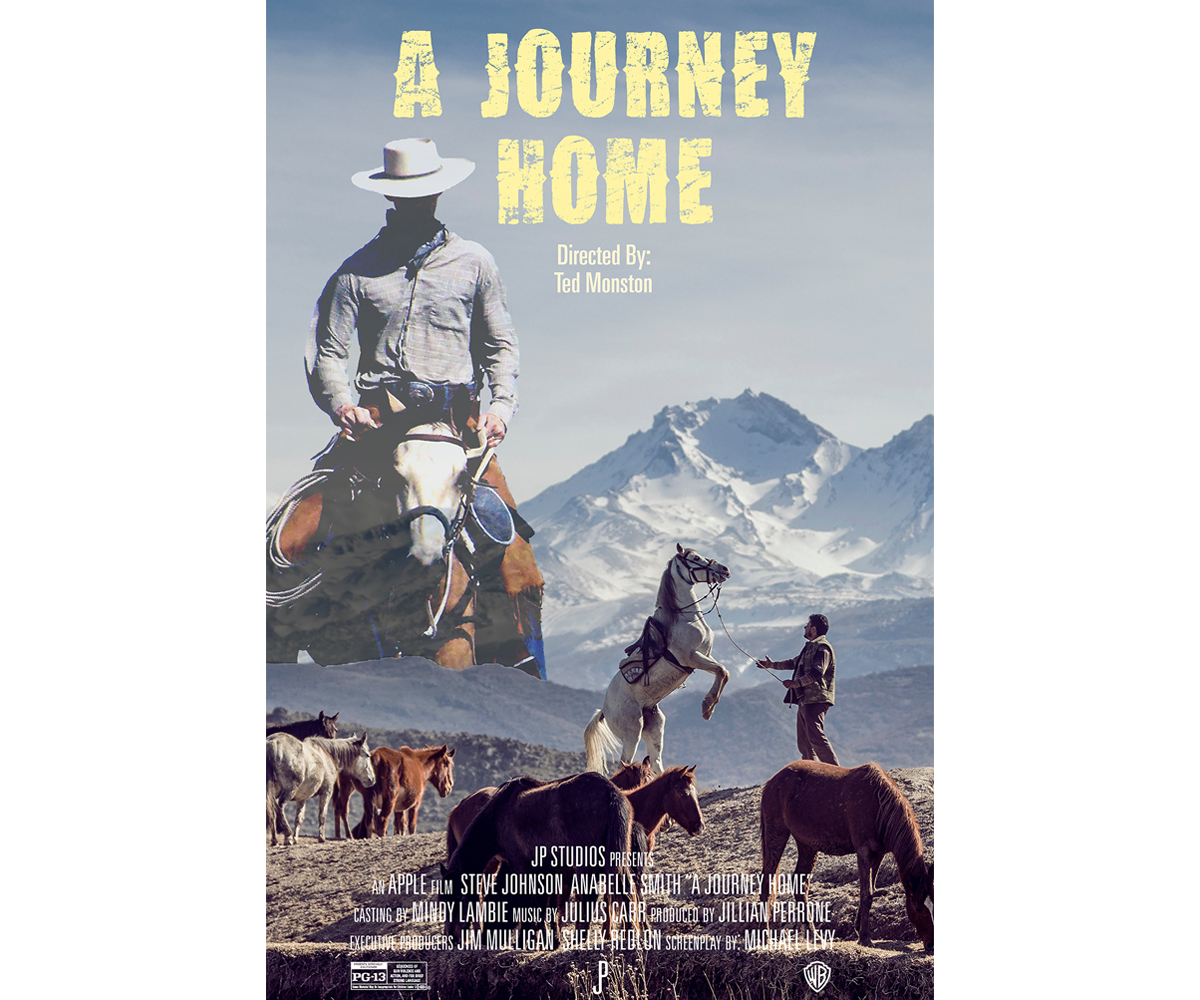 A JOURNEY
HOME
Directed By:
Ted Monston
JP STUDIOS PRESENTS
AN APPLE FILM STEVE JOHNSON ANABELLE SMITH "A JOURNEY HOME"
CASTING BY MINDY LAMBIE MUSIC BY JULIUS CARR PRODUCED BY JILLIAN PERRONE
EXECUTIVE PRODUCERS JIM MULLIGAN SHELLY REDLON SCREENPLAY BY: MICHAEL LEVY
PG-13
JP
WB